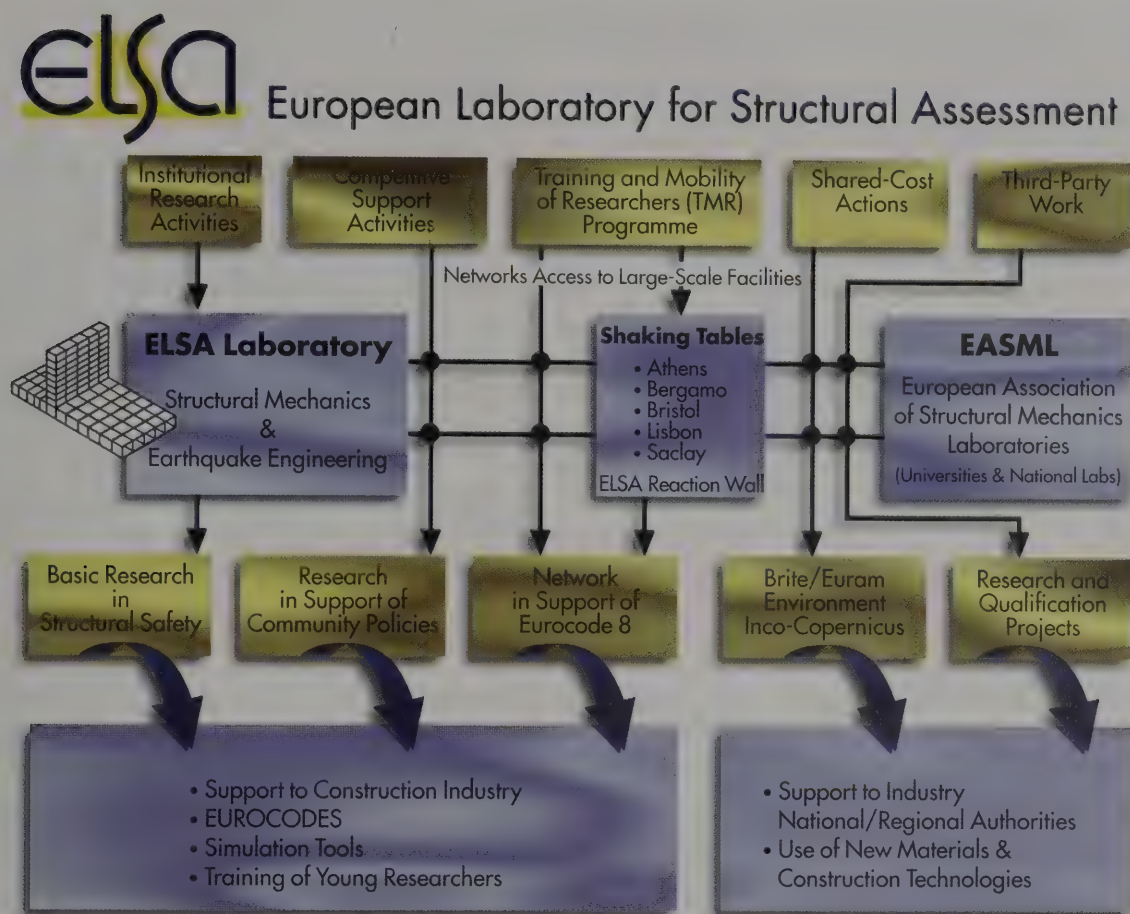 elsa European Laboratory for Structural Assessment
Institutional
Research
Activities
Competitive
Support
Activities
Training and Mobility
of Researchers (TMR)
Programme
Shared-Cost
Actions
Third-Party
Work
Networks Access to Large-Scale Facilities
ELSA Laboratory
Structural Mechanics
&
Earthquake Engineering
Shaking Tables
• Athens
• Bergamo
• Bristol
• Lisbon
• Saclay
ELSA Reaction Wall
EASML
European Association
of Structural Mechanics
Laboratories
(Universities & National Labs)
Basic Research
in
Structural Safety
Research
in Support of
Community Policies
Network
in Support of
Eurocode 8
Brite/Euram
Environment
Inco-Copernicus
Research and
Qualification
Projects
• Support to Construction Industry
• EUROCODES
• Simulation Tools
• Training of Young Researchers
• Support to Industry
National/Regional Authorities
• Use of New Materials &
Construction Technologies